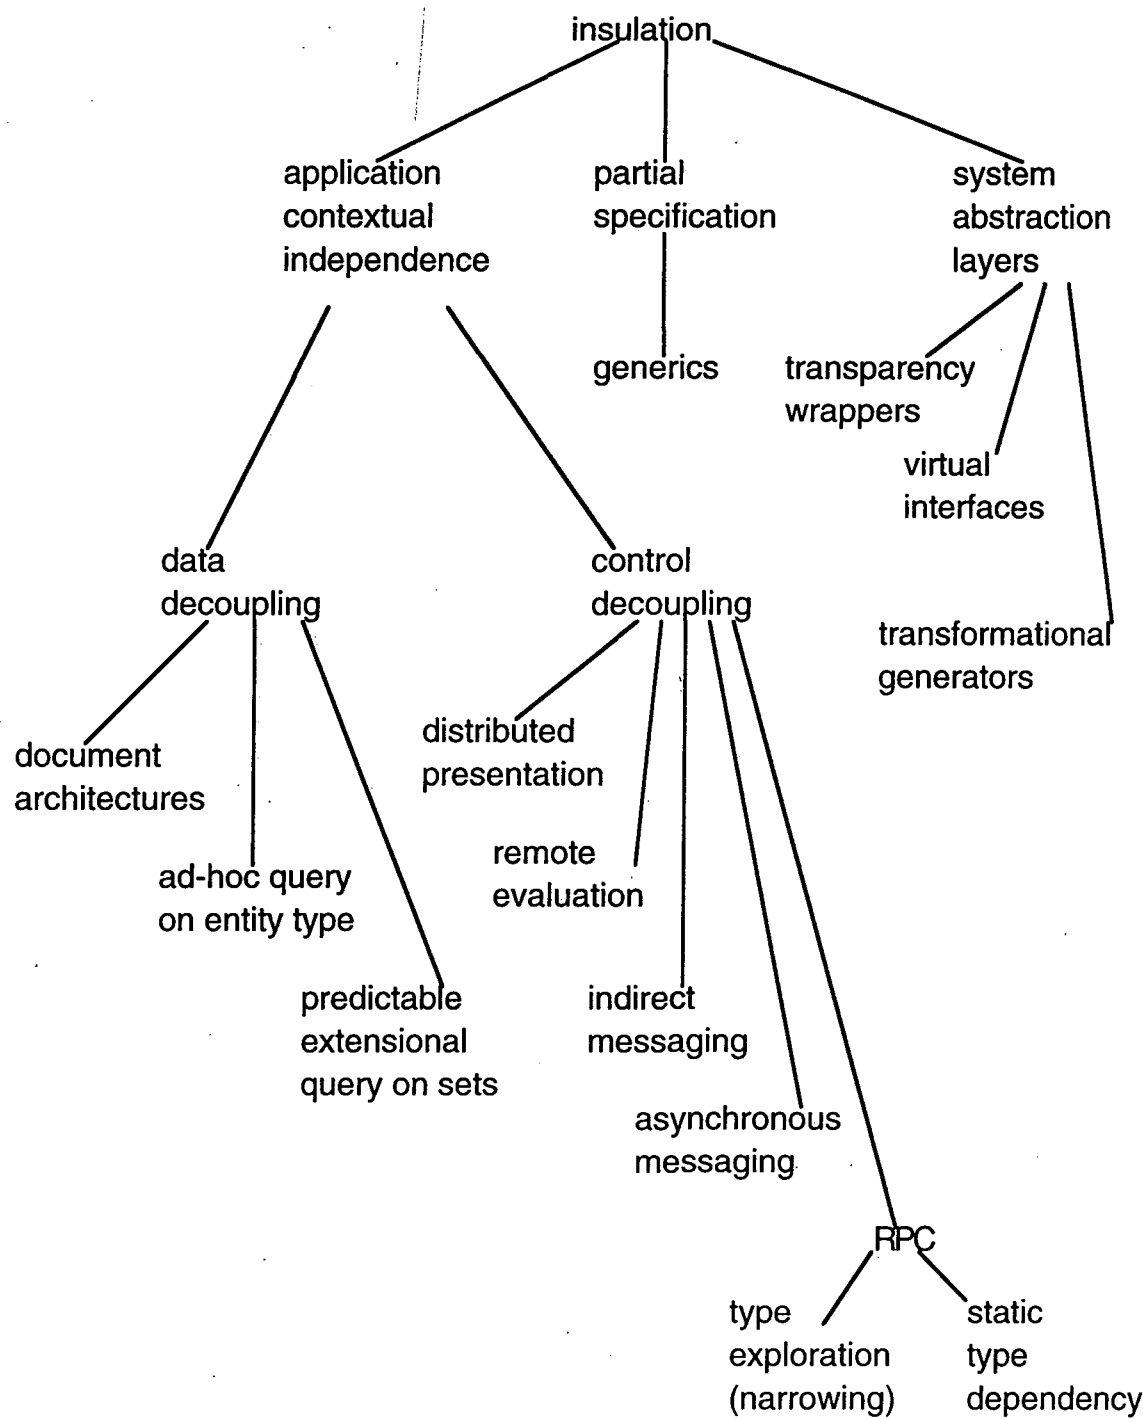 insulation
application
contextual
independence
partial
specification
system
abstraction
layers
generics
transparency
wrappers
virtual
interfaces
data
decoupling
control
decoupling
transformational
generators
document
architectures
distributed
presentation
ad-hoc query
on entity type
remote
evaluation
predictable
extensional
query on sets
indirect
messaging
asynchronous
messaging
RPC
type
exploration
(narrowing)
static
type
dependency